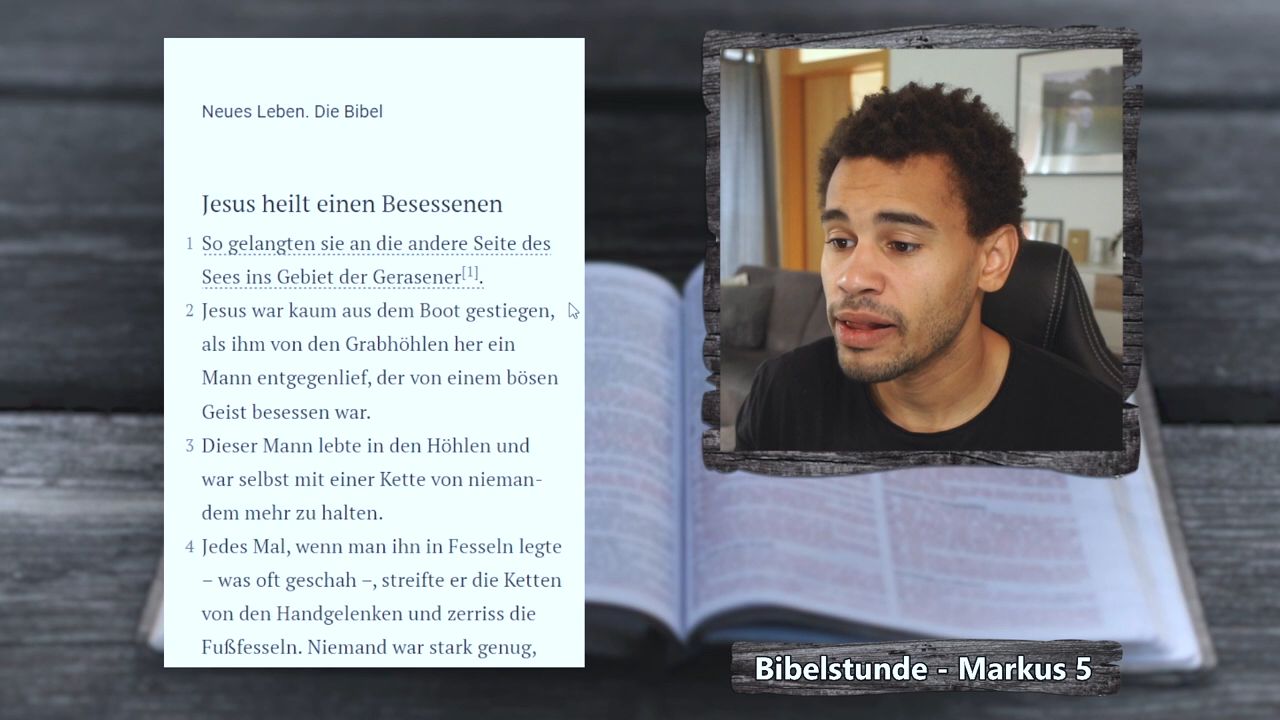 Neues Leben. Die Bibel
Jesus heilt einen Besessenen
1 So gelangten sie an die andere Seite des
Sees ins Gebiet der Gerasener[1].
2 Jesus war kaum aus dem Boot gestiegen,
als ihm von den Grabhöhlen her ein
Mann entgegenlief, der von einem bösen
Geist besessen war.
3 Dieser Mann lebte in den Höhlen und
war selbst mit einer Kette von nieman-
dem mehr zu halten.
4 Jedes Mal, wenn man ihn in Fesseln legte
– was oft geschah –, streifte er die Ketten
von den Handgelenken und zerriss die
Fußfesseln. Niemand war stark genug,
Bibelstunde - Markus 5